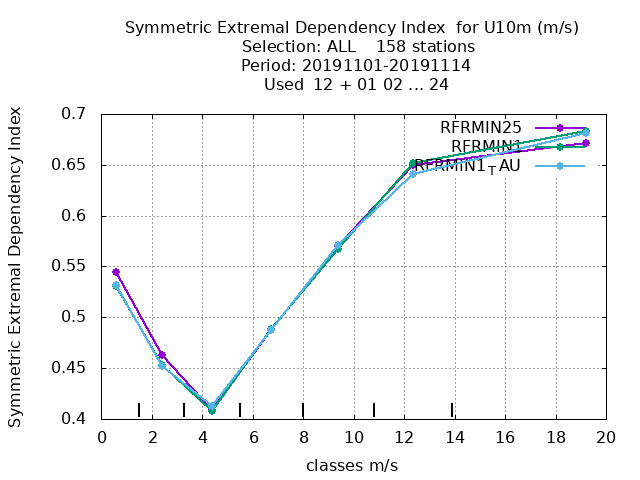 Symmetric Extremal Dependency Index  for U10m (m/s)
Selection: ALL    158 stations
Period: 20191101-20191114
Used  12 + 01 02 ... 24
Symmetric Extremal Dependency Index
0.7
0.65
0.6
0.55
0.5
0.45
0.4
RFRMIN25
RFRMIN1
RFRMIN1TAU
0 2 4 6 8 10 12 14 16 18 20
classes m/s